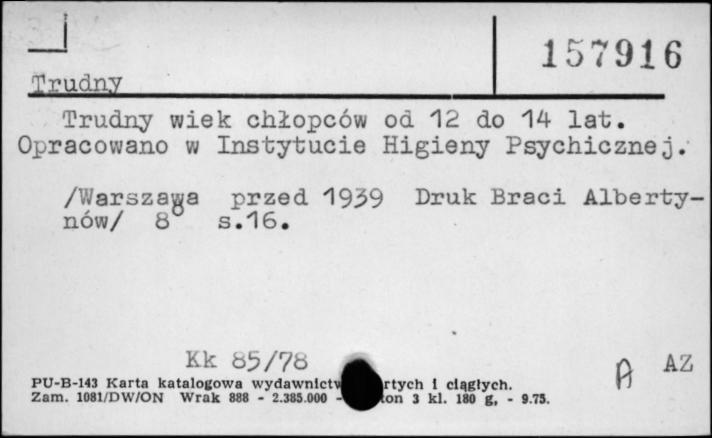 157916
Trudny
Trudny wiek chłopców od 12 do 14 lat.
Opracowano w Instytucie Higieny Psychicznej.
/Warszawa przed 1939 Druk Braci Alberty-
nów/ 8° s.16.
Kk 85/78
A AZ
PU-B-143 Karta katalogowa wydawnictw rtych i ciągłych.
Zam. 1081/DW/ON Wrak 888 - 2.385.000 - ton 3 kl. 180 g, - 9.75.